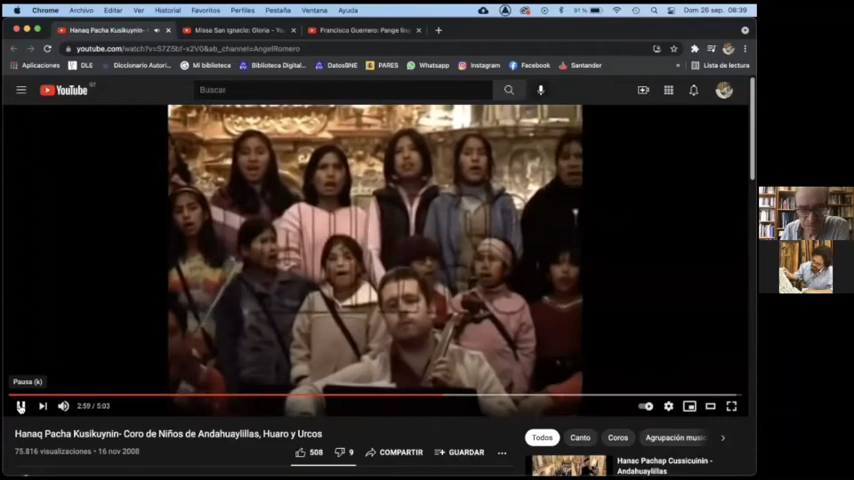 Chrome Archivo Editar Ver Historial Favoritos Perfiles Pestaña Ventana Ayuda 91 % Dom 26 sep. 08:39
Hanaq Pacha Kusikuynin- Missa San Ignacio: Gloria - Yo Francisco Guerrero: Pange ling
youtube.com/watch?v=S7Z5bf-x2V0&ab_channel=AngelRomero
Aplicaciones DLE Diccionario Autori... Mi biblioteca Biblioteca Digital... DatosBNE PARES Whatsapp Instagram Facebook Santander » Lista de lectura
YouTube Buscar
Pausa (k)
2:59 / 5:03
Hanaq Pacha Kusikuynin- Coro de Niños de Andahuaylillas, Huaro y Urcos
75.816 visualizaciones • 16 nov 2008
508 9 COMPARTIR GUARDAR ...
Todos Canto Coros Agrupación music
Hanac Pachap Cussicuinin -
Andahuaylillas